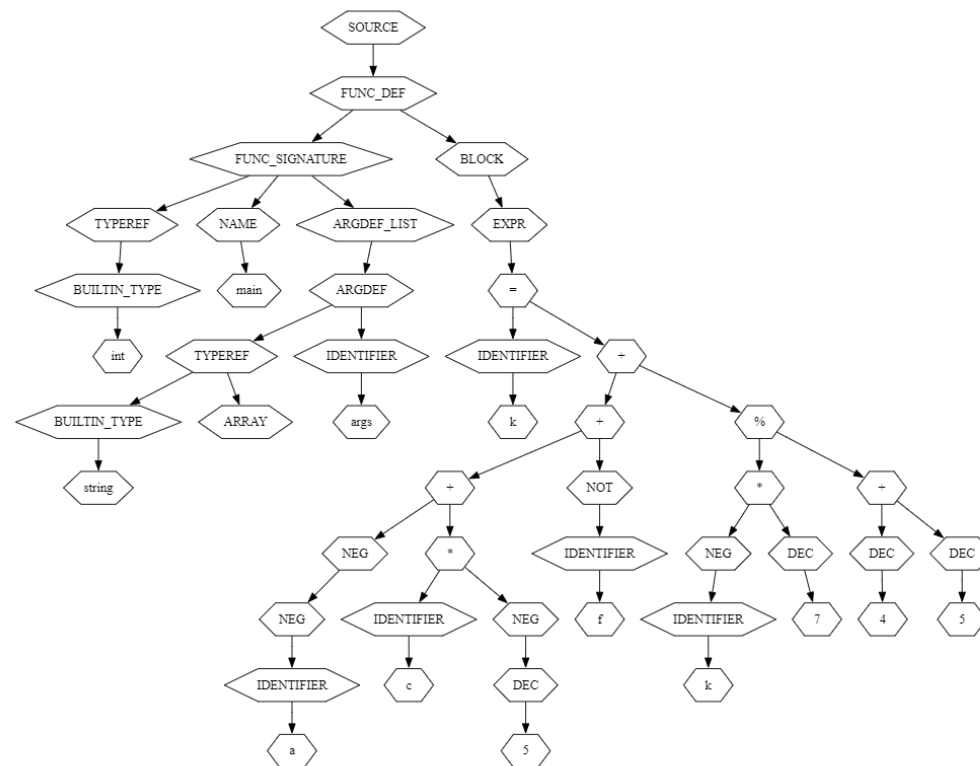 SOURCE
FUNC_DEF
FUNC_SIGNATURE BLOCK
TYPEREF NAME ARGDEF_LIST EXPR
BUILTIN_TYPE main ARGDEF =
int TYPEREF IDENTIFIER IDENTIFIER +
BUILTIN_TYPE ARRAY args k + %
string + NOT * +
NEG * IDENTIFIER NEG DEC DEC DEC
NEG IDENTIFIER NEG f IDENTIFIER 7 4 5
IDENTIFIER c DEC k
a 5